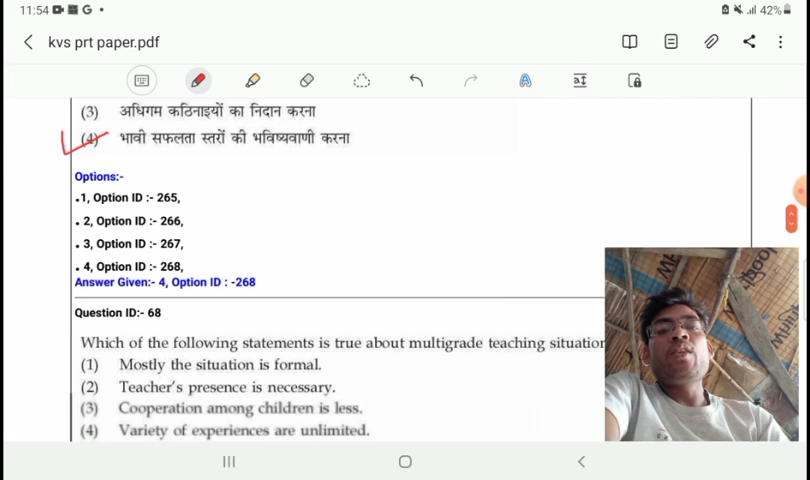 11:54 G • 42%
kvs prt paper.pdf
(3) अधिगम कठिनाइयों का निदान करना
(4) भावी सफलता स्तरों की भविष्यवाणी करना
Options:-
.1, Option ID :- 265,
. 2, Option ID :- 266,
. 3, Option ID :- 267,
. 4, Option ID :- 268,
Answer Given:- 4, Option ID : -268
Question ID:- 68
Which of the following statements is true about multigrade teaching situation
(1) Mostly the situation is formal.
(2) Teacher's presence is necessary.
(3) Cooperation among children is less.
(4) Variety of experiences are unlimited.